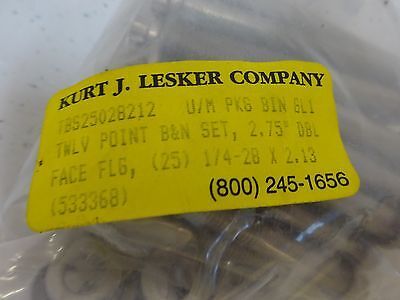 KURT J. LESKER COMPANY
TBS25028212 U/M PKG BIN GL1
TWLV POINT B&N SET, 2.75" DBL
FACE FLG, (25) 1/4-28 X 2.13
(533368) (800) 245-1656